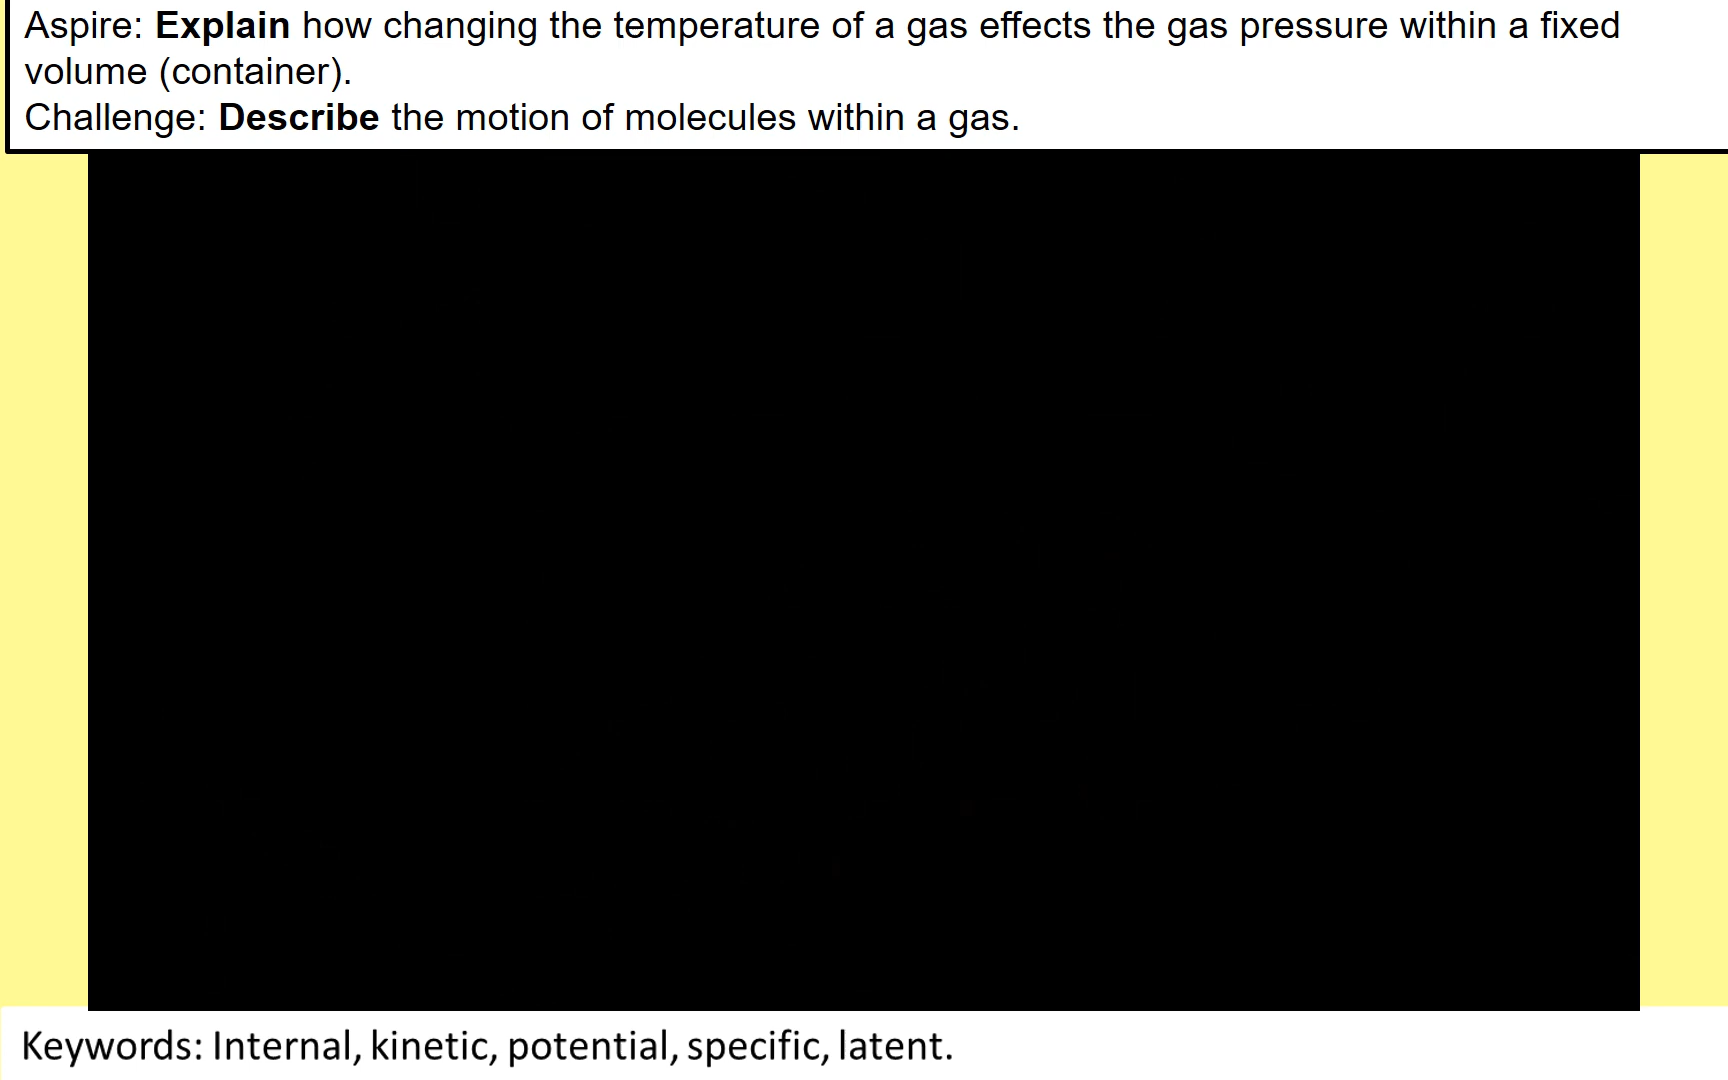 Aspire: Explain how changing the temperature of a gas effects the gas pressure within a fixed
volume (container).
Challenge: Describe the motion of molecules within a gas.
Keywords: Internal, kinetic, potential, specific, latent.